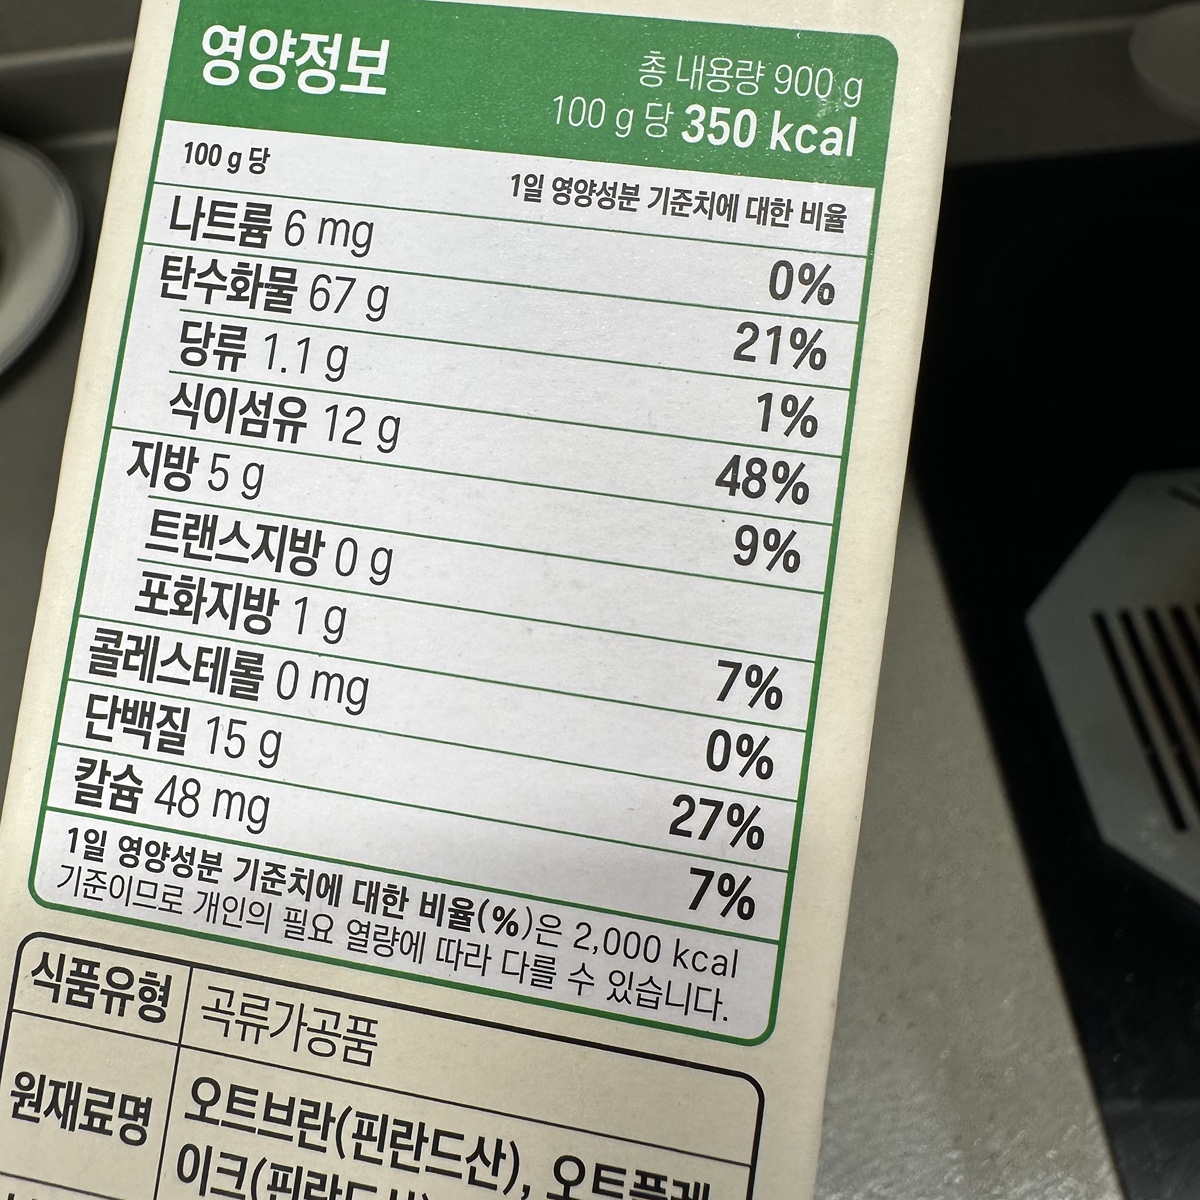 영양정보
총 내용량 900 g
100 g 당 350 kcal
100 g 당 1일 영양성분 기준치에 대한 비율
나트륨 6 mg 0%
탄수화물 67 g 21%
당류 1.1 g 1%
식이섬유 12 g 48%
지방 5 g 9%
트랜스지방 0 g
포화지방 1 g 7%
콜레스테롤 0 mg 0%
단백질 15 g 27%
칼슘 48 mg 7%
1일 영양성분 기준치에 대한 비율(%)은 2,000 kcal
기준이므로 개인의 필요 열량에 따라 다를 수 있습니다.
식품유형 곡류가공품
원재료명 오트브란(핀란드산), 오트플레
이크(핀란드산)